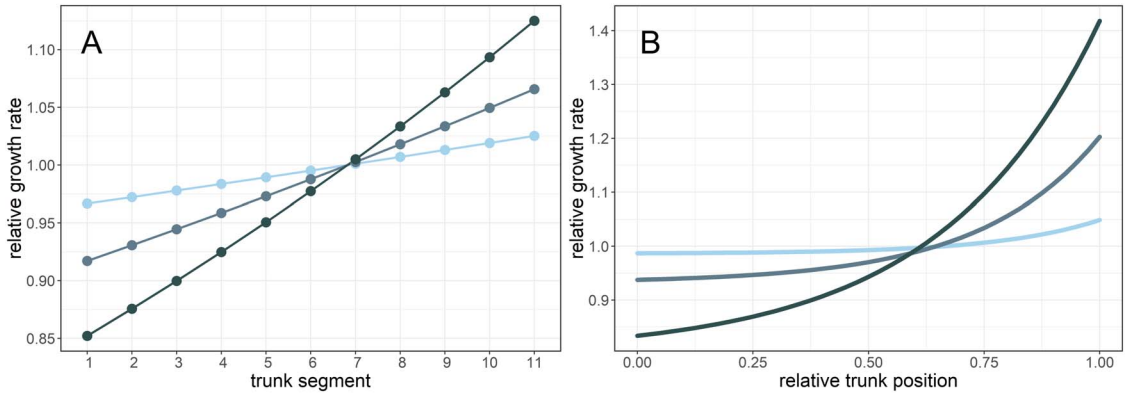 A
relative growth rate
1.10
1.05
1.00
0.95
0.90
0.85
1 2 3 4 5 6 7 8 9 10 11
trunk segment
B
relative growth rate
1.4
1.3
1.2
1.1
1.0
0.9
0.00 0.25 0.50 0.75 1.00
relative trunk position